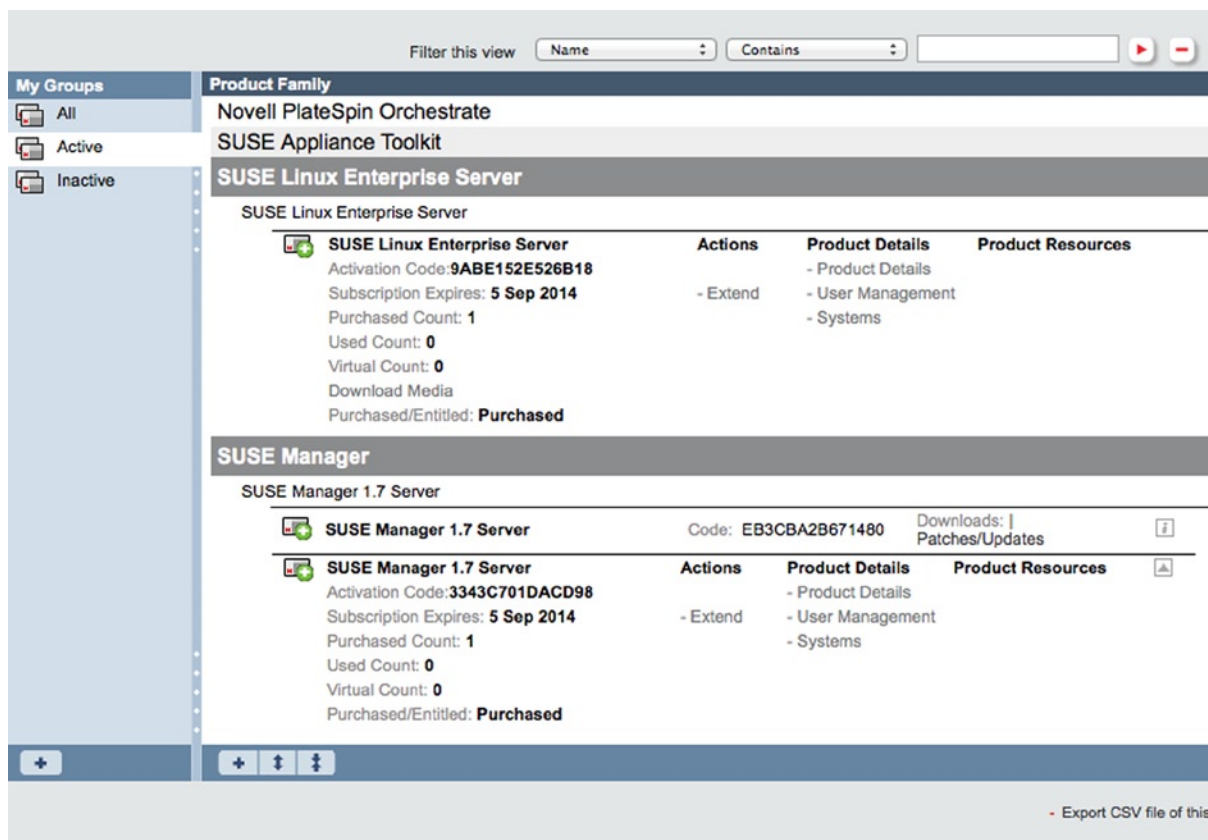 Filter this view Name Contains
My Groups
All
Active
Inactive
Product Family
Novell PlateSpin Orchestrate
SUSE Appliance Toolkit
SUSE Linux Enterprise Server
SUSE Linux Enterprise Server
SUSE Linux Enterprise Server Actions Product Details Product Resources
Activation Code:9ABE152E526B18 - Product Details
Subscription Expires: 5 Sep 2014 - Extend - User Management
Purchased Count: 1 - Systems
Used Count: 0
Virtual Count: 0
Download Media
Purchased/Entitled: Purchased
SUSE Manager
SUSE Manager 1.7 Server
SUSE Manager 1.7 Server Code: EB3CBA2B671480 Downloads: |
Patches/Updates
SUSE Manager 1.7 Server Actions Product Details Product Resources
Activation Code:3343C701DACD98 - Product Details
Subscription Expires: 5 Sep 2014 - Extend - User Management
Purchased Count: 1 - Systems
Used Count: 0
Virtual Count: 0
Purchased/Entitled: Purchased
- Export CSV file of this